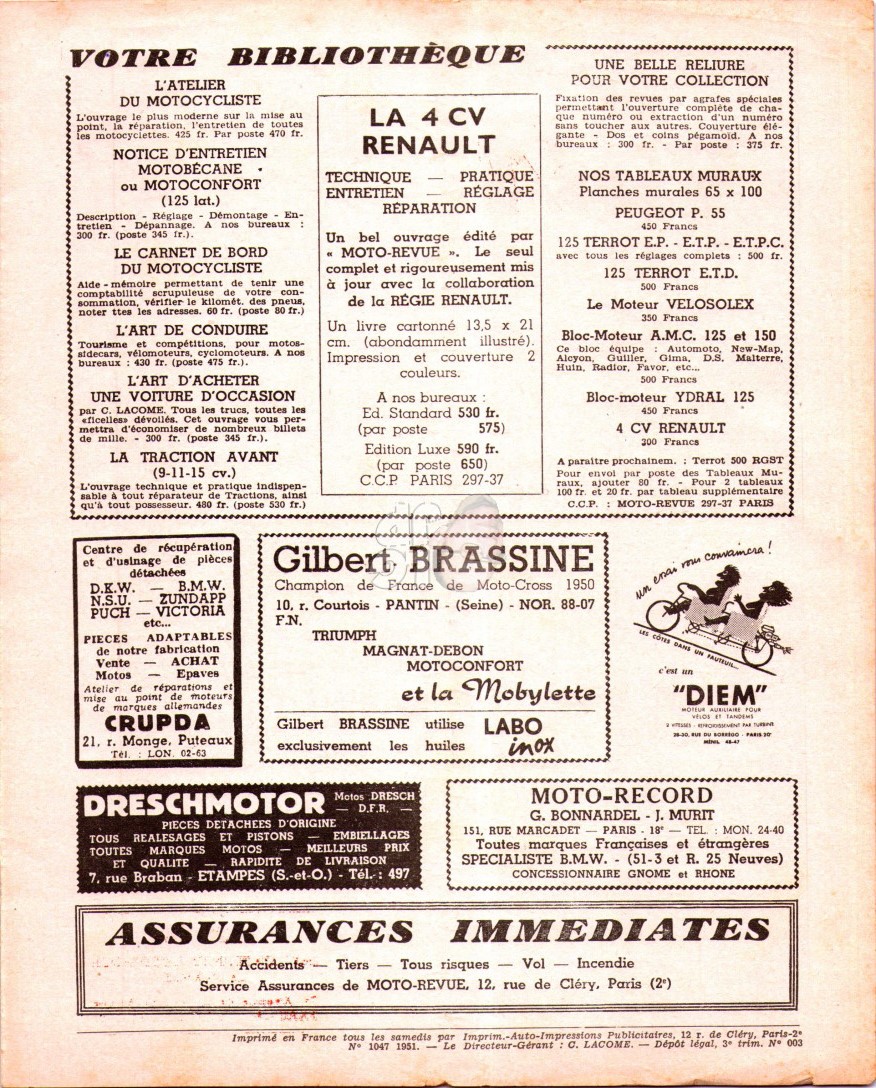 VOTRE BIBLIOTHÈQUE
L'ATELIER
DU MOTOCYCLISTE
L'ouvrage le plus moderne sur la mise au
point, la réparation, l'entretien de toutes
les motocyclettes. 425 fr. Par poste 470 fr.
NOTICE D'ENTRETIEN
MOTOBÉCANE
ou MOTOCONFORT
(125 lat.)
Description - Réglage - Démontage - En-
tretien - Dépannage. A nos bureaux :
300 fr. (poste 345 fr.).
LE CARNET DE BORD
DU MOTOCYCLISTE
Aide-mémoire permettant de tenir une
comptabilité scrupuleuse de votre con-
sommation, vérifier le kilomét. des pneus,
noter ttes les adresses. 60 fr. (poste 80 fr.)
L'ART DE CONDUIRE
Tourisme et compétitions, pour motos-
sidecars, vélomoteurs, cyclomoteurs. A nos
bureaux : 430 fr. (poste 475 fr.).
L'ART D'ACHETER
UNE VOITURE D'OCCASION
par C. LACOME. Tous les trucs, toutes les
«ficelles» dévoilés. Cet ouvrage vous per-
mettra d'économiser de nombreux billets
de mille. - 300 fr. (poste 345 fr.).
LA TRACTION AVANT
(9-11-15 cv.)
L'ouvrage technique et pratique indispen-
sable à tout réparateur de Tractions, ainsi
qu'à tout possesseur. 480 fr. (poste 530 fr.)
LA 4 CV
RENAULT
TECHNIQUE — PRATIQUE
ENTRETIEN — RÉGLAGE
RÉPARATION
Un bel ouvrage édité par
« MOTO-REVUE ». Le seul
complet et rigoureusement mis
à jour avec la collaboration
de la RÉGIE RENAULT.
Un livre cartonné 13,5 x 21
cm. (abondamment illustré).
Impression et couverture 2
couleurs.
A nos bureaux :
Ed. Standard 530 fr.
(par poste 575)
Edition Luxe 590 fr.
(par poste 650)
C.C.P PARIS 297-37
UNE BELLE RELIURE
POUR VOTRE COLLECTION
Fixation des revues par agrafes spéciales
permettant l'ouverture complète de cha-
que numéro ou extraction d'un numéro
sans toucher aux autres. Couverture élé-
gante - Dos et coins pégamoïd. A nos
bureaux : 300 fr. - Par poste : 375 fr.
NOS TABLEAUX MURAUX
Planches murales 65 x 100
PEUGEOT P. 55
450 Francs
125 TERROT E.P. - E.T.P. - E.T.P.C.
avec tous les réglages complets : 500 fr.
125 TERROT E.T.D.
500 Francs
Le Moteur VELOSOLEX
350 Francs
Bloc-Moteur A.M.C. 125 et 150
Ce bloc équipe : Automoto, New-Map,
Alcyon, Guiller, Gima, D.S. Malterre,
Huin, Radior, Favor, etc...
500 Francs
Bloc-moteur YDRAL 125
450 Francs
4 CV RENAULT
300 Francs
A paraître prochainem. : Terrot 500 RGST
Pour envoi par poste des Tableaux Mu-
raux, ajouter 80 fr. - Pour 2 tableaux
100 fr. et 20 fr. par tableau supplémentaire
C.C.P. : MOTO-REVUE 297-37 PARIS
Centre de récupération
et d'usinage de pièces
détachées
D.K.W. — B.M.W.
N.S.U. — ZUNDAPP
PUCH — VICTORIA
etc...
PIECES ADAPTABLES
de notre fabrication
Vente — ACHAT
Motos — Epaves
Atelier de réparations et
mise au point de moteurs
de marques allemandes
CRUPDA
21, r. Monge, Puteaux
Tél. : LON. 02-63
Gilbert BRASSINE
Champion de France de Moto-Cross 1950
10, r. Courtois - PANTIN - (Seine) - NOR. 88-07
F.N.
TRIUMPH
MAGNAT-DEBON
MOTOCONFORT
et la Mobylette
Gilbert BRASSINE utilise LABO
exclusivement les huiles inox
un essai vous convaincra !
LES CÔTES DANS UN FAUTEUIL...
c'est un
"DIEM"
MOTEUR AUXILIAIRE POUR
VÉLOS ET TANDEMS
2 VITESSES - REFROIDISSEMENT PAR TURBINE
28-30, RUE DU BORRÉGO - PARIS 20e
MÉNIL 48-47
DRESCHMOTOR Motos DRESCH
— D.F.R. —
PIECES DETACHEES D'ORIGINE
TOUS REALESAGES ET PISTONS — EMBIELLAGES
TOUTES MARQUES MOTOS — MEILLEURS PRIX
ET QUALITE — RAPIDITE DE LIVRAISON
7, rue Braban - ETAMPES (S.-et-O.) - Tél. : 497
MOTO-RECORD
G. BONNARDEL - J. MURIT
151, RUE MARCADET — PARIS - 18e — TEL. : MON. 24-40
Toutes marques Françaises et étrangères
SPECIALISTE B.M.W. - (51-3 et R. 25 Neuves)
CONCESSIONNAIRE GNOME et RHONE
ASSURANCES IMMEDIATES
Accidents — Tiers — Tous risques — Vol — Incendie
Service Assurances de MOTO-REVUE, 12, rue de Cléry, Paris (2e)
Imprimé en France tous les samedis par Imprim.-Auto-Impressions Publicitaires, 12 r. de Cléry, Paris-2e
N° 1047 1951. — Le Directeur-Gérant : C. LACOME. — Dépôt légal, 3e trim. N° 003